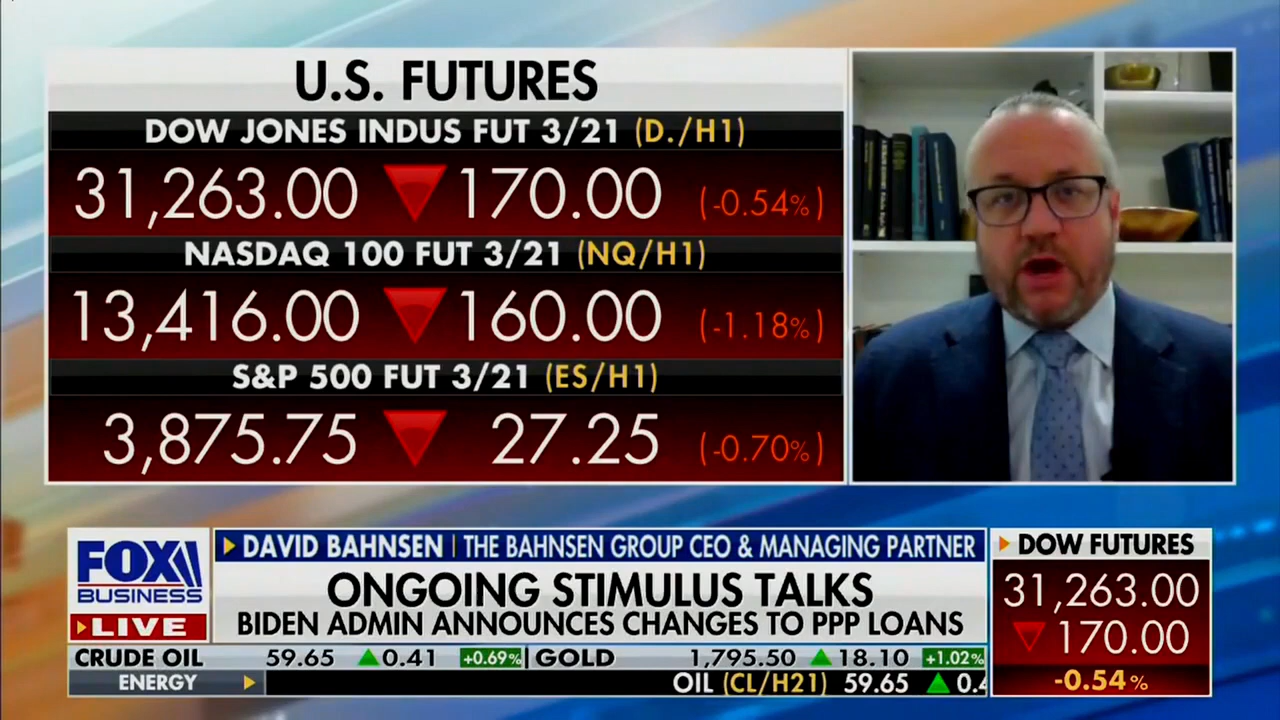 U.S. FUTURES
DOW JONES INDUS FUT 3/21 (D./H1)
31,263.00 ▼ 170.00 (-0.54%)
NASDAQ 100 FUT 3/21 (NQ/H1)
13,416.00 ▼ 160.00 (-1.18%)
S&P 500 FUT 3/21 (ES/H1)
3,875.75 ▼ 27.25 (-0.70%)
FOX BUSINESS
LIVE
DAVID BAHNSEN | THE BAHNSEN GROUP CEO & MANAGING PARTNER
ONGOING STIMULUS TALKS
BIDEN ADMIN ANNOUNCES CHANGES TO PPP LOANS
DOW FUTURES
31,263.00
▼ 170.00
-0.54%
CRUDE OIL 59.65 ▲ 0.41 +0.69% GOLD 1,795.50 ▲ 18.10 +1.02%
ENERGY OIL (CL/H21) 59.65 ▲ 0.4